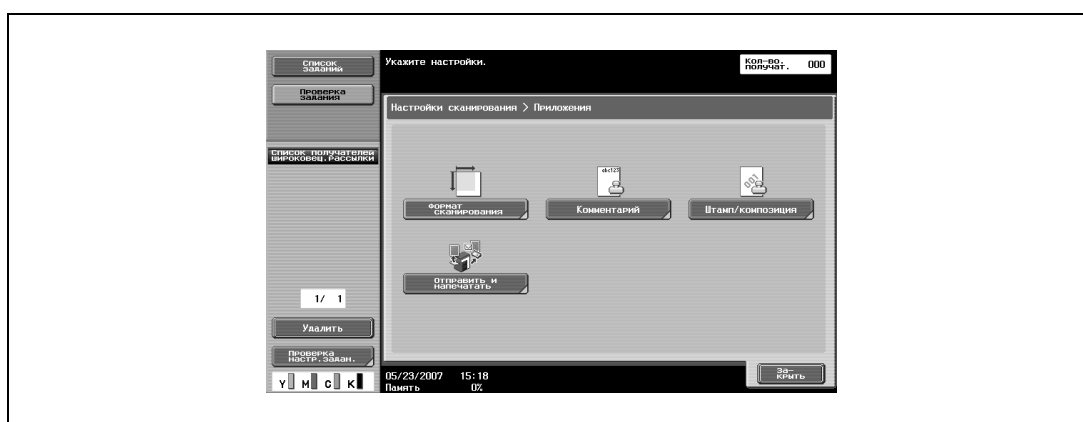 Список
заданий
Проверка
задания
Список получателей
широковещ.рассылки
1/ 1
Удалить
Проверка
настр.задан.
Y M C K
Укажите настройки.
Кол-во.
получат. 000
Настройки сканирования > Приложения
Формат
сканирования
abc123
Комментарий
001
Штамп/композиция
Отправить и
напечатать
05/23/2007 15:18
Память 0%
За-
крыть